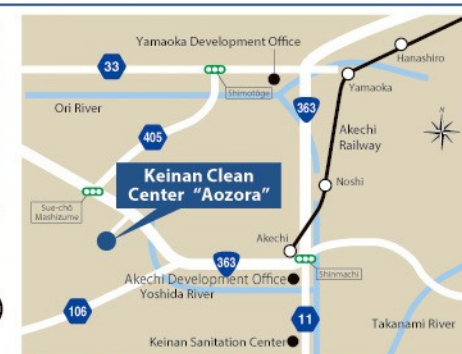 Yamaoka Development Office
Hanashiro
33
Shimotōge
Yamaoka
Ori River
363
405
Akechi
Railway
N
Keinan Clean
Center "Aozora"
Noshi
Sue-chō
Mashizume
Akechi
363
Shinmachi
Akechi Development Office
Yoshida River
106
11
Takanami River
Keinan Sanitation Center